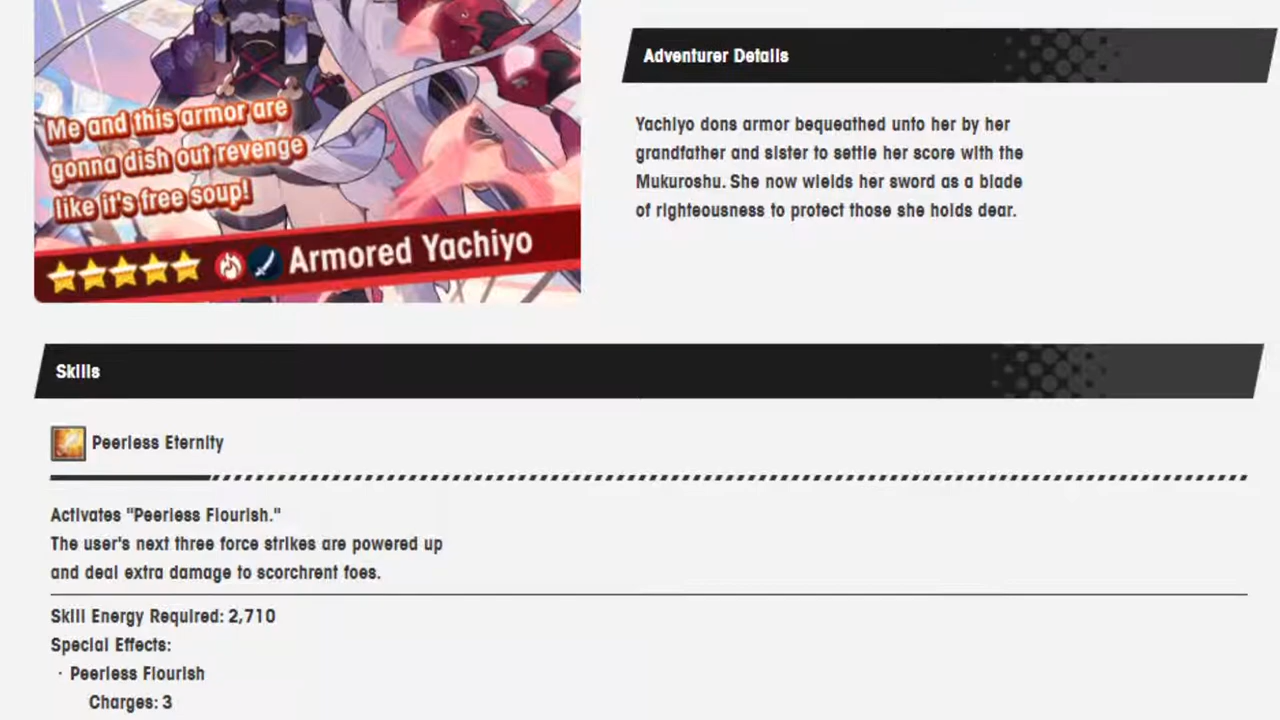 Me and this armor are
gonna dish out revenge
like it's free soup!
Armored Yachiyo
Adventurer Details
Yachiyo dons armor bequeathed unto her by her
grandfather and sister to settle her score with the
Mukuroshu. She now wields her sword as a blade
of righteousness to protect those she holds dear.
Skills
Peerless Eternity
Activates "Peerless Flourish."
The user's next three force strikes are powered up
and deal extra damage to scorchrent foes.
Skill Energy Required: 2,710
Special Effects:
· Peerless Flourish
Charges: 3